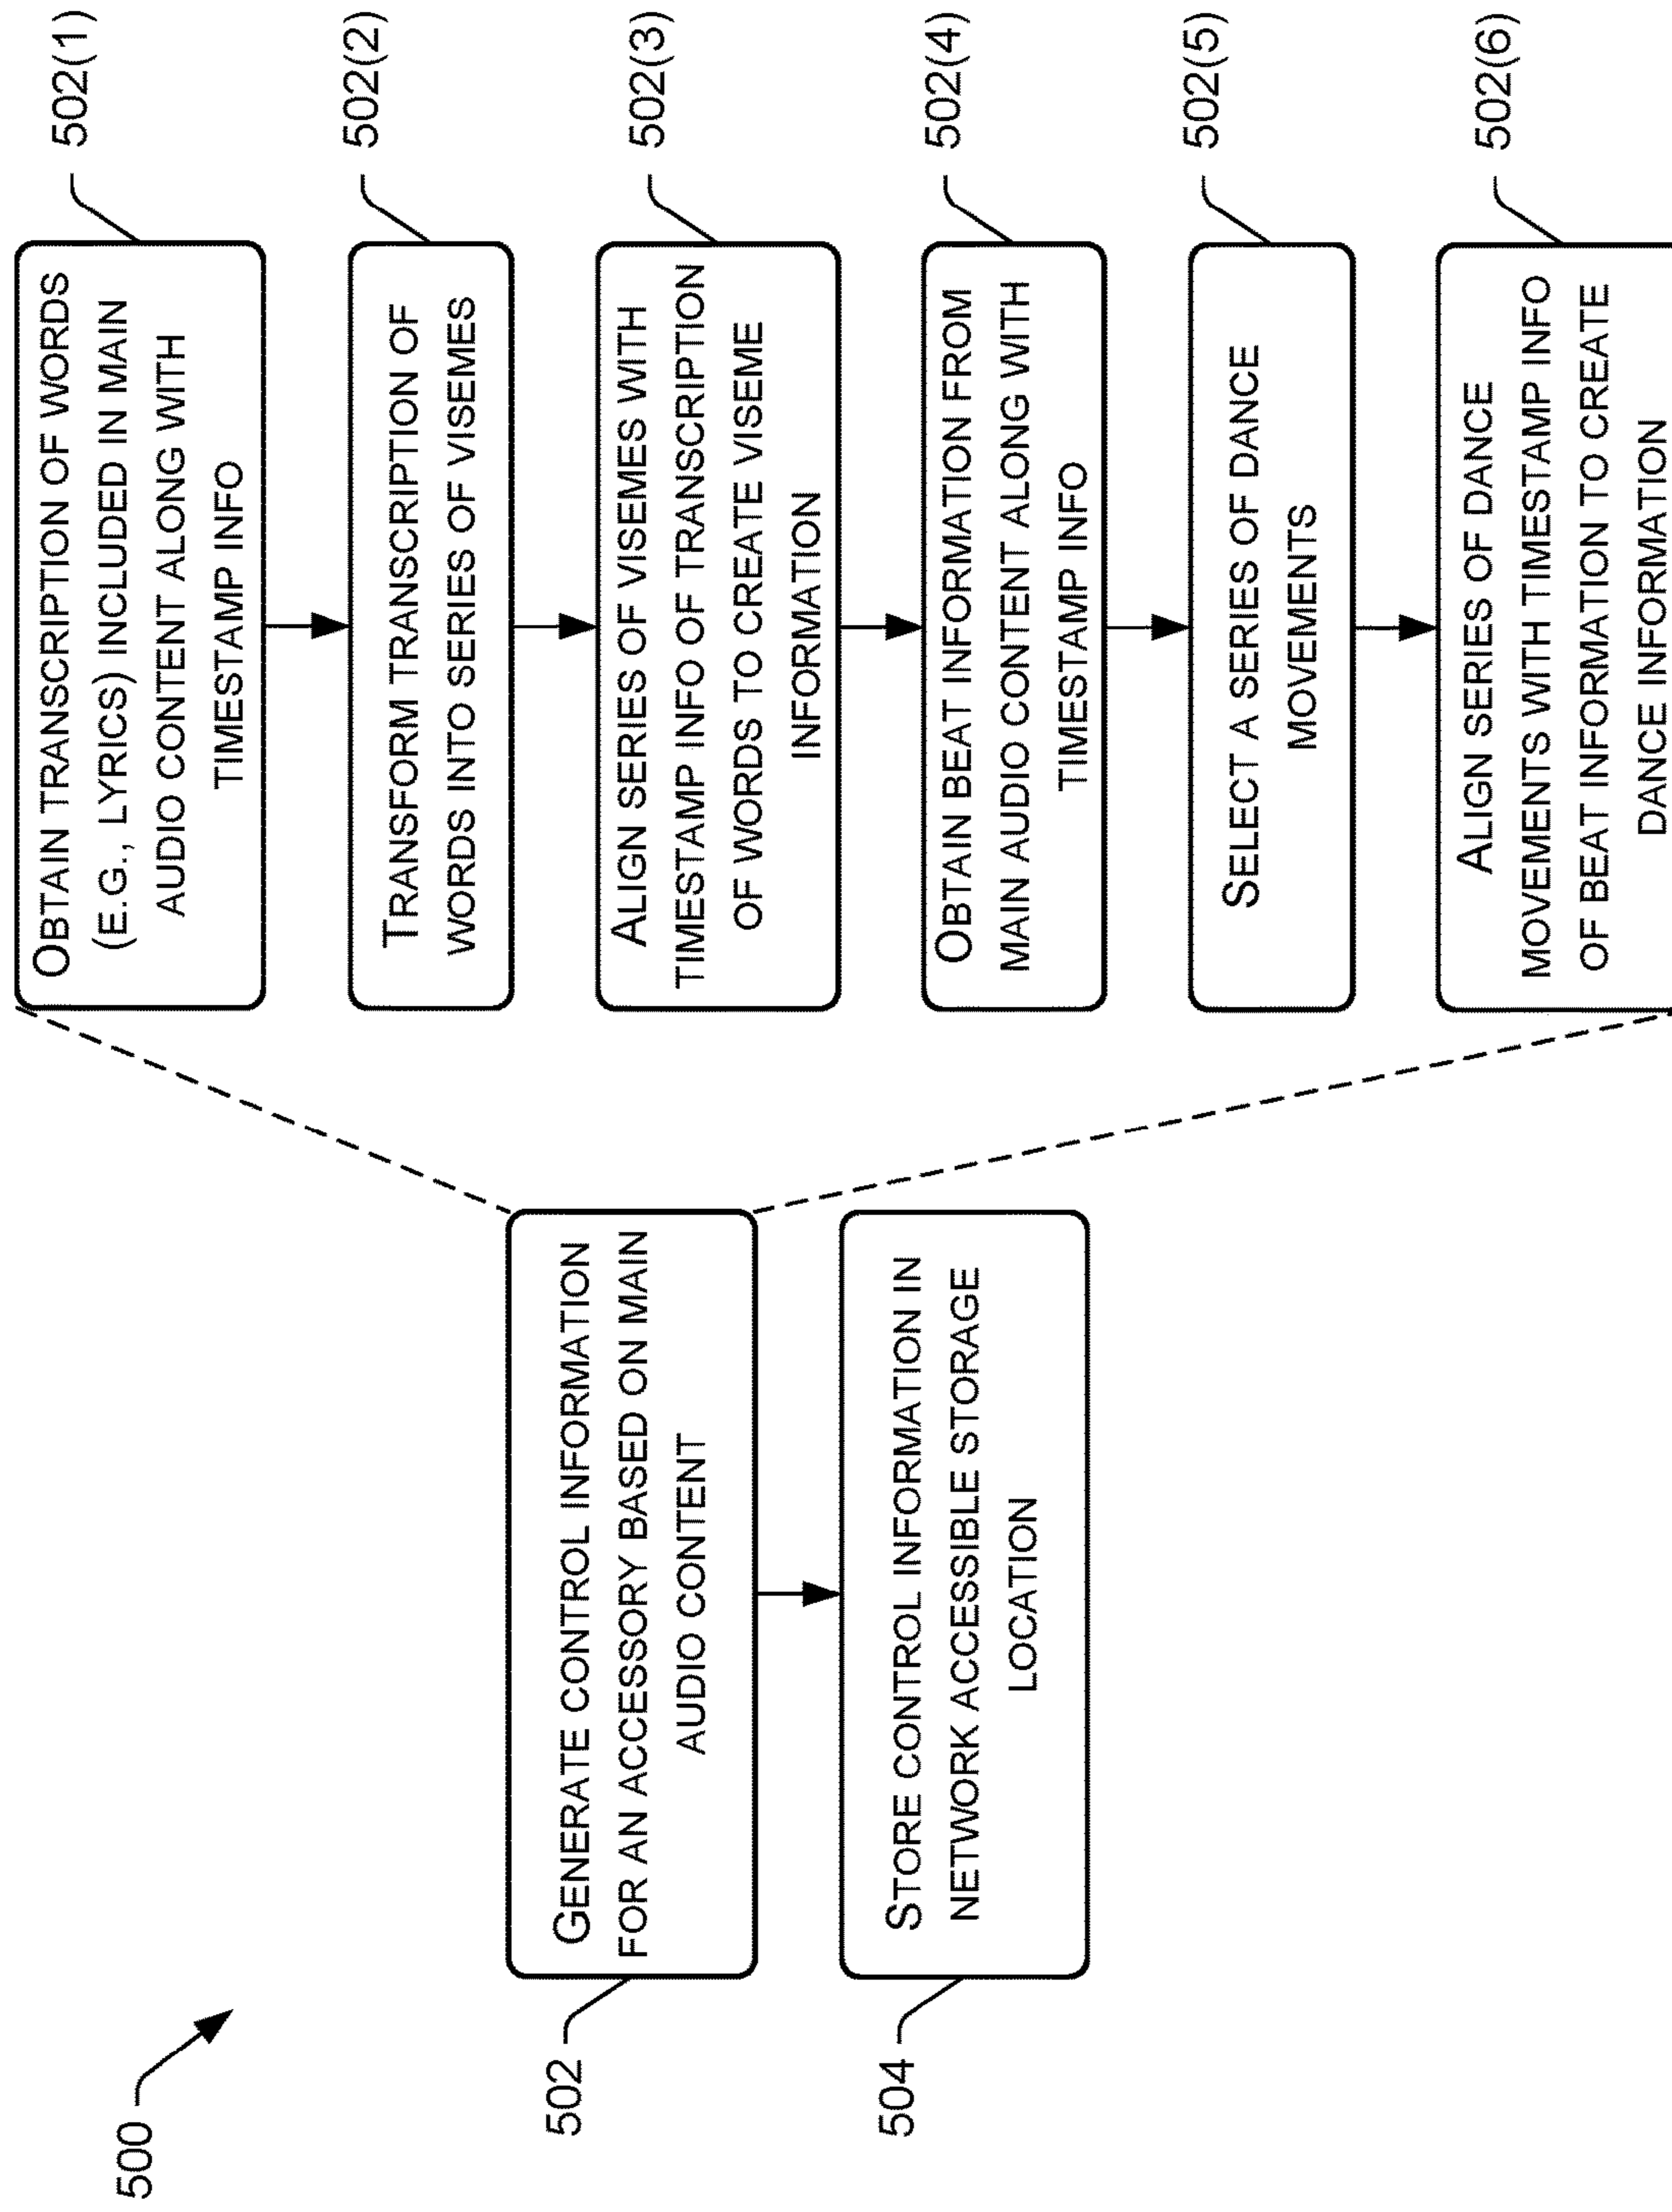 500
502
GENERATE CONTROL INFORMATION
FOR AN ACCESSORY BASED ON MAIN
AUDIO CONTENT
504
STORE CONTROL INFORMATION IN
NETWORK ACCESSIBLE STORAGE
LOCATION
OBTAIN TRANSCRIPTION OF WORDS
(E.G., LYRICS) INCLUDED IN MAIN
AUDIO CONTENT ALONG WITH
TIMESTAMP INFO
502(1)
TRANSFORM TRANSCRIPTION OF
WORDS INTO SERIES OF VISEMES
502(2)
ALIGN SERIES OF VISEMES WITH
TIMESTAMP INFO OF TRANSCRIPTION
OF WORDS TO CREATE VISEME
INFORMATION
502(3)
OBTAIN BEAT INFORMATION FROM
MAIN AUDIO CONTENT ALONG WITH
TIMESTAMP INFO
502(4)
SELECT A SERIES OF DANCE
MOVEMENTS
502(5)
ALIGN SERIES OF DANCE
MOVEMENTS WITH TIMESTAMP INFO
OF BEAT INFORMATION TO CREATE
DANCE INFORMATION
502(6)